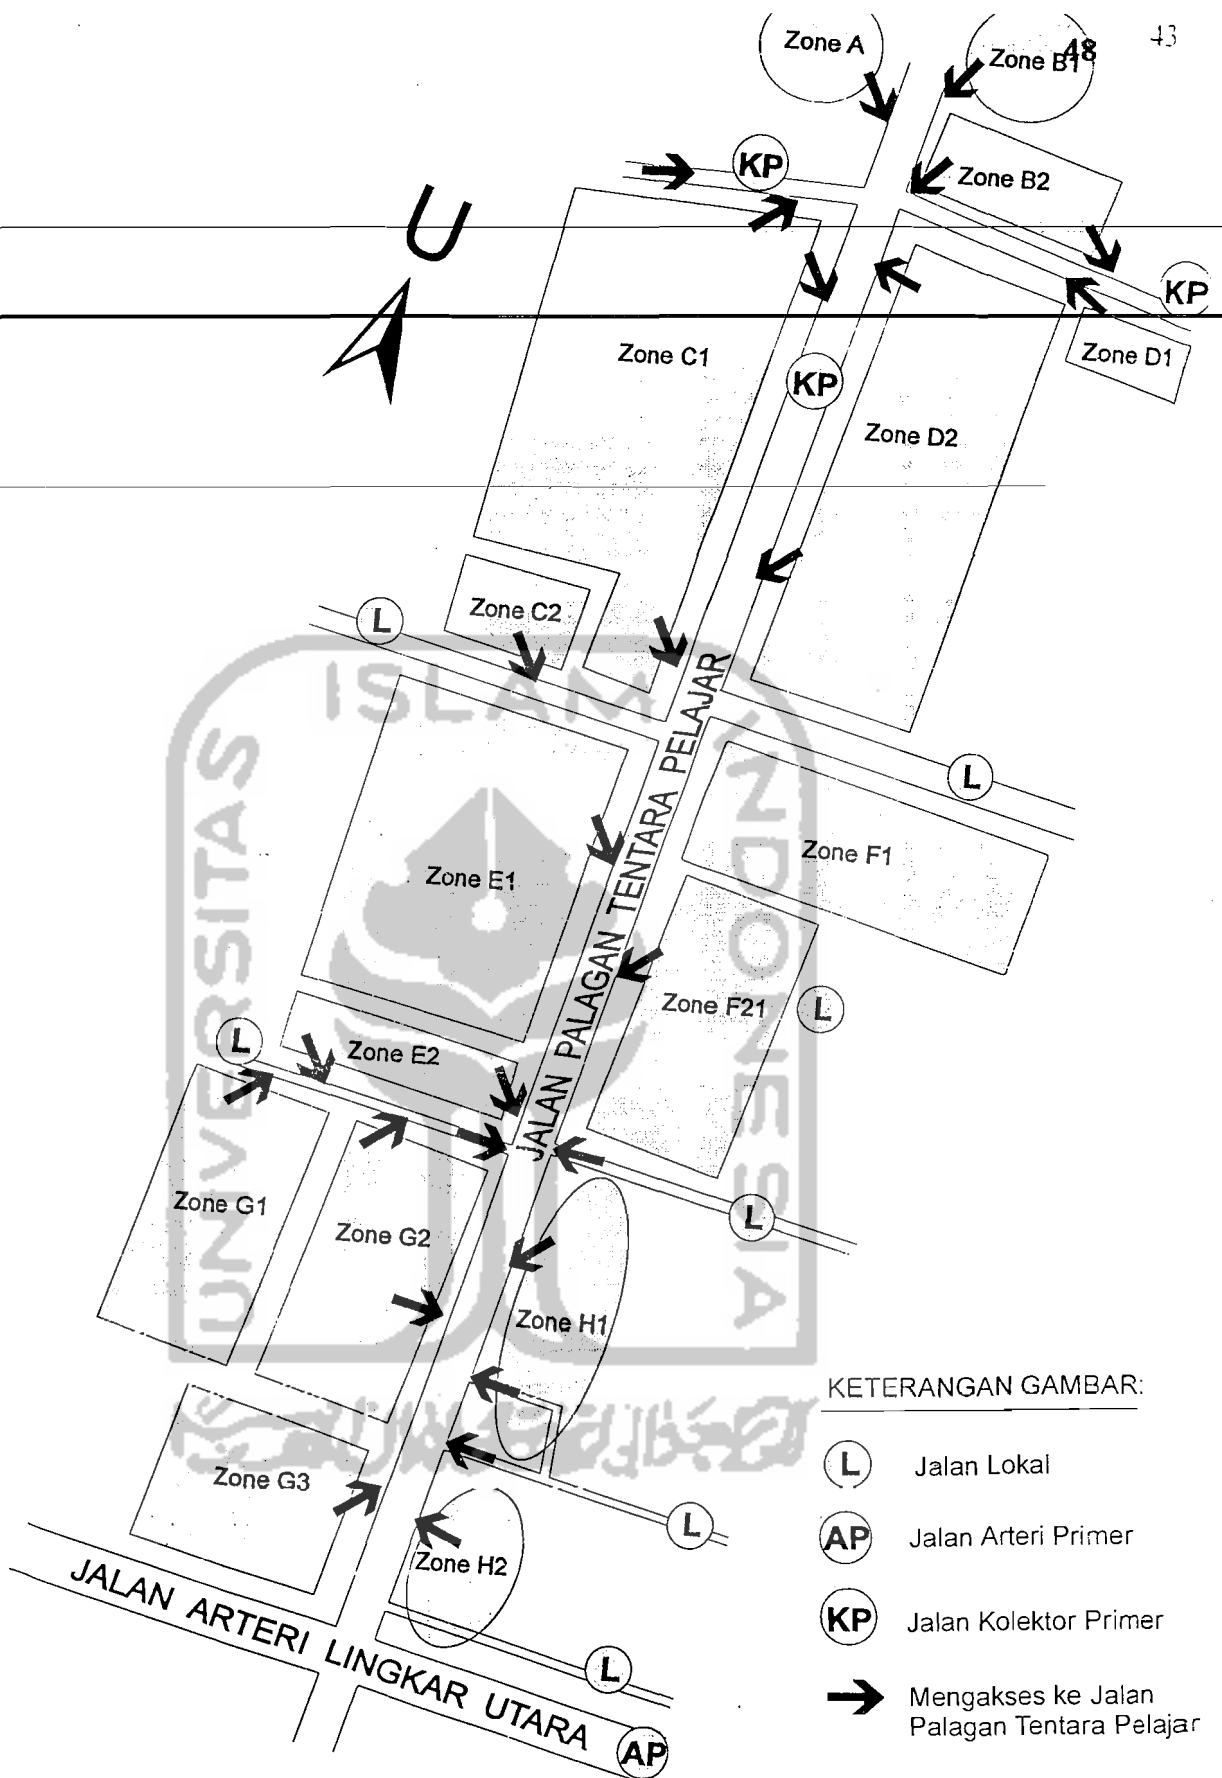 43
48
Zone A
Zone B1
KP
Zone B2
U
KP
Zone C1
Zone D1
KP
Zone D2
Zone C2
L
ISLAM
UNIVERSITAS
INDONESIA
JALAN PALAGAN TENTARA PELAJAR
L
Zone F1
Zone E1
Zone F21
L
L
Zone E2
Zone G1
L
Zone G2
Zone H1
KETERANGAN GAMBAR:
L Jalan Lokal
Zone G3
L
AP Jalan Arteri Primer
Zone H2
JALAN ARTERI LINGKAR UTARA
KP Jalan Kolektor Primer
L
Mengakses ke Jalan
Palagan Tentara Pelajar
AP